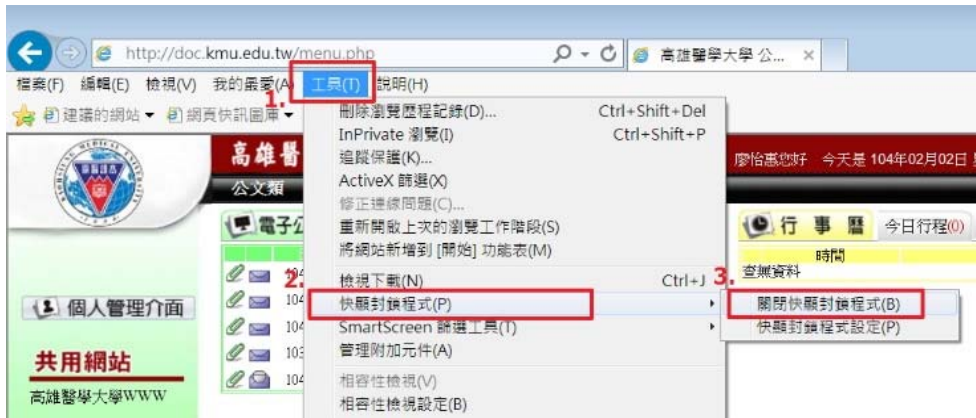 http://doc.kmu.edu.tw/menu.php
高雄醫學大學 公...
檔案(F) 編輯(E) 檢視(V) 我的最愛(A 工具(T) 說明(H)
1.
建議的網站 網頁快訊圖庫
刪除瀏覽歷程記錄(D)... Ctrl+Shift+Del
InPrivate 瀏覽(I) Ctrl+Shift+P
追蹤保護(K)...
ActiveX 篩選(X)
修正連線問題(C)...
重新開啟上次的瀏覽工作階段(S)
將網站新增到 [開始] 功能表(M)
檢視下載(N) Ctrl+J
2.
快顯封鎖程式(P)
3.
關閉快顯封鎖程式(B)
快顯封鎖程式設定(P)
SmartScreen 篩選工具(T)
管理附加元件(A)
相容性檢視(V)
相容性檢視設定(B)
高雄醫
廖怡惠您好 今天是 104年02月02日
公文類
電子公
行 事 曆 今日行程(0)
時間
查無資料
104
104
104
103
104
個人管理介面
共用網站
高雄醫學大學WWW